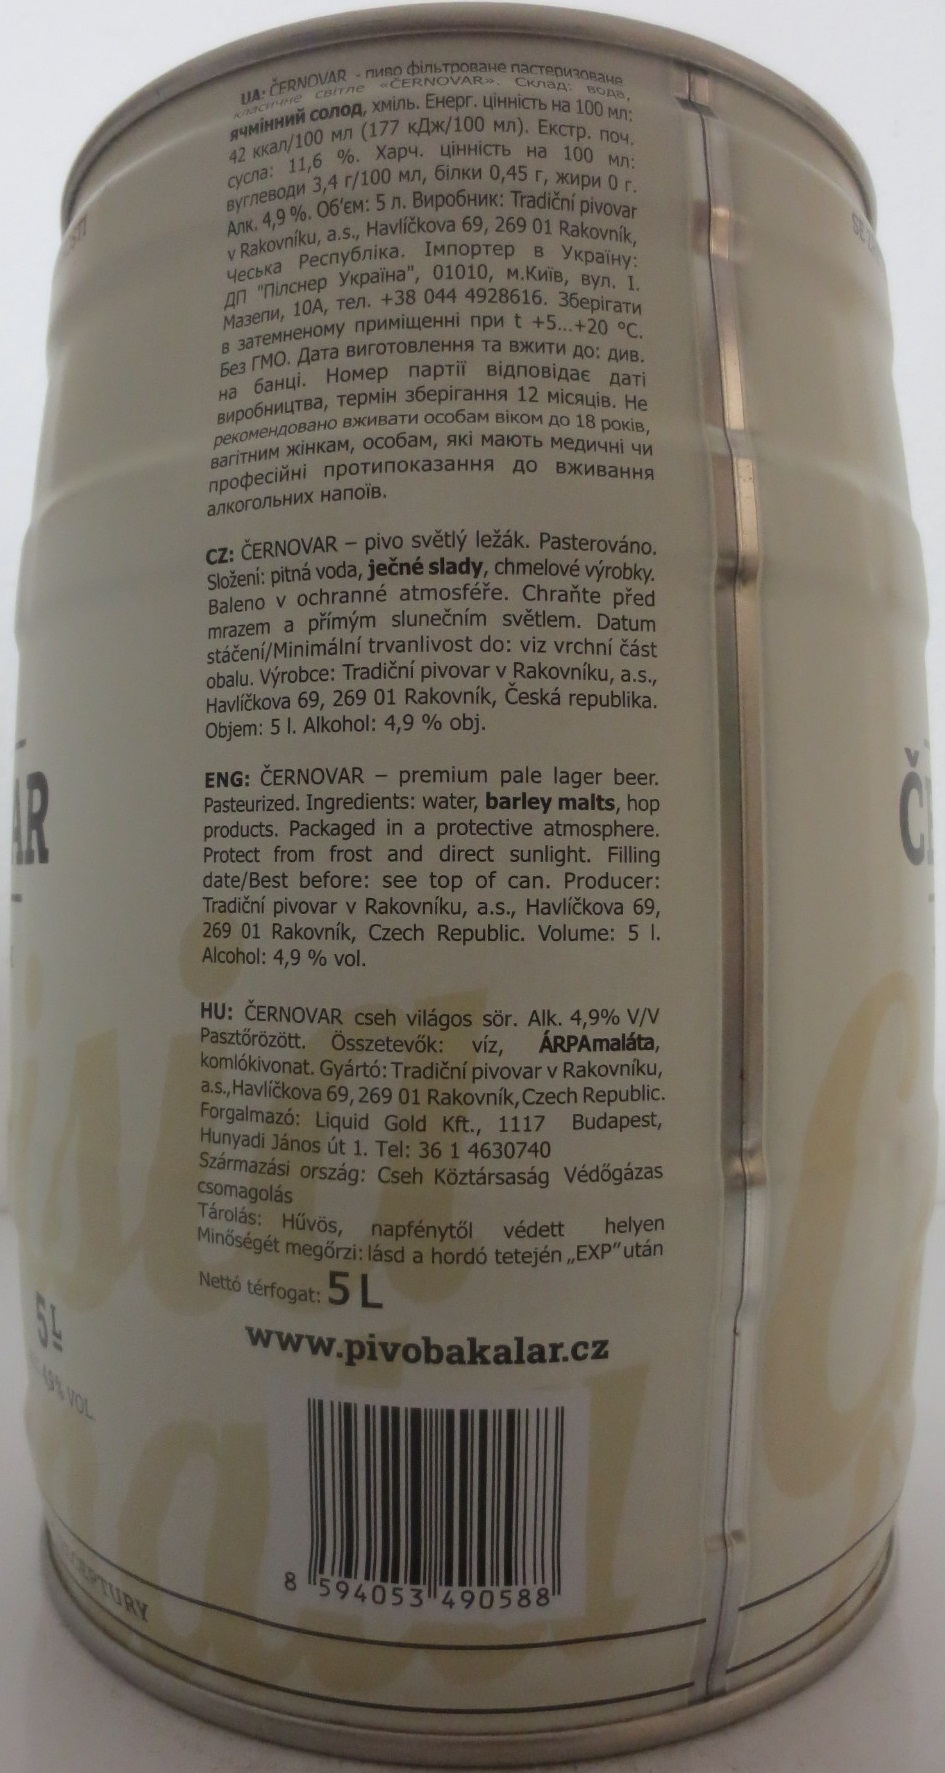 UA: ČERNOVAR - пиво фільтроване пастеризоване
класичне світле «ČERNOVAR». Склад: вода,
ячмінний солод, хміль. Енерг. цінність на 100 мл:
42 ккал/100 мл (177 кДж/100 мл). Екстр. поч.
сусла: 11,6 %. Харч. цінність на 100 мл:
вуглеводи 3,4 г/100 мл, білки 0,45 г, жири 0 г.
Алк. 4,9 %. Об'єм: 5 л. Виробник: Tradiční pivovar
v Rakovníku, a.s., Havlíčkova 69, 269 01 Rakovník,
Чеська Республіка. Імпортер в Україну:
ДП "Пілснер Україна", 01010, м.Київ, вул. І.
Мазепи, 10А, тел. +38 044 4928616. Зберігати
в затемненому приміщенні при t +5...+20 °C.
Без ГМО. Дата виготовлення та вжити до: див.
на банці. Номер партії відповідає даті
виробництва, термін зберігання 12 місяців. Не
рекомендовано вживати особам віком до 18 років,
вагітним жінкам, особам, які мають медичні чи
професійні протипоказання до вживання
алкогольних напоїв.
CZ: ČERNOVAR – pivo světlý ležák. Pasterováno.
Složení: pitná voda, ječné slady, chmelové výrobky.
Baleno v ochranné atmosféře. Chraňte před
mrazem a přímým slunečním světlem. Datum
stáčení/Minimální trvanlivost do: viz vrchní část
obalu. Výrobce: Tradiční pivovar v Rakovníku, a.s.,
Havlíčkova 69, 269 01 Rakovník, Česká republika.
Objem: 5 l. Alkohol: 4,9 % obj.
ENG: ČERNOVAR – premium pale lager beer.
Pasteurized. Ingredients: water, barley malts, hop
products. Packaged in a protective atmosphere.
Protect from frost and direct sunlight. Filling
date/Best before: see top of can. Producer:
Tradiční pivovar v Rakovníku, a.s., Havlíčkova 69,
269 01 Rakovník, Czech Republic. Volume: 5 l.
Alcohol: 4,9 % vol.
HU: ČERNOVAR cseh világos sör. Alk. 4,9% V/V
Pasztőrözött. Összetevők: víz, ÁRPAmaláta,
komlókivonat. Gyártó: Tradiční pivovar v Rakovníku,
a.s., Havlíčkova 69, 269 01 Rakovník, Czech Republic.
Forgalmazó: Liquid Gold Kft., 1117 Budapest,
Hunyadi János út 1. Tel: 36 1 4630740
Származási ország: Cseh Köztársaság Védőgázas
csomagolás
Tárolás: Hűvös, napfénytől védett helyen
Minőségét megőrzi: lásd a hordó tetején „EXP" után
Nettó térfogat: 5 L
www.pivobakalar.cz
8 594053 490588
AR
5 L
4,9% VOL.